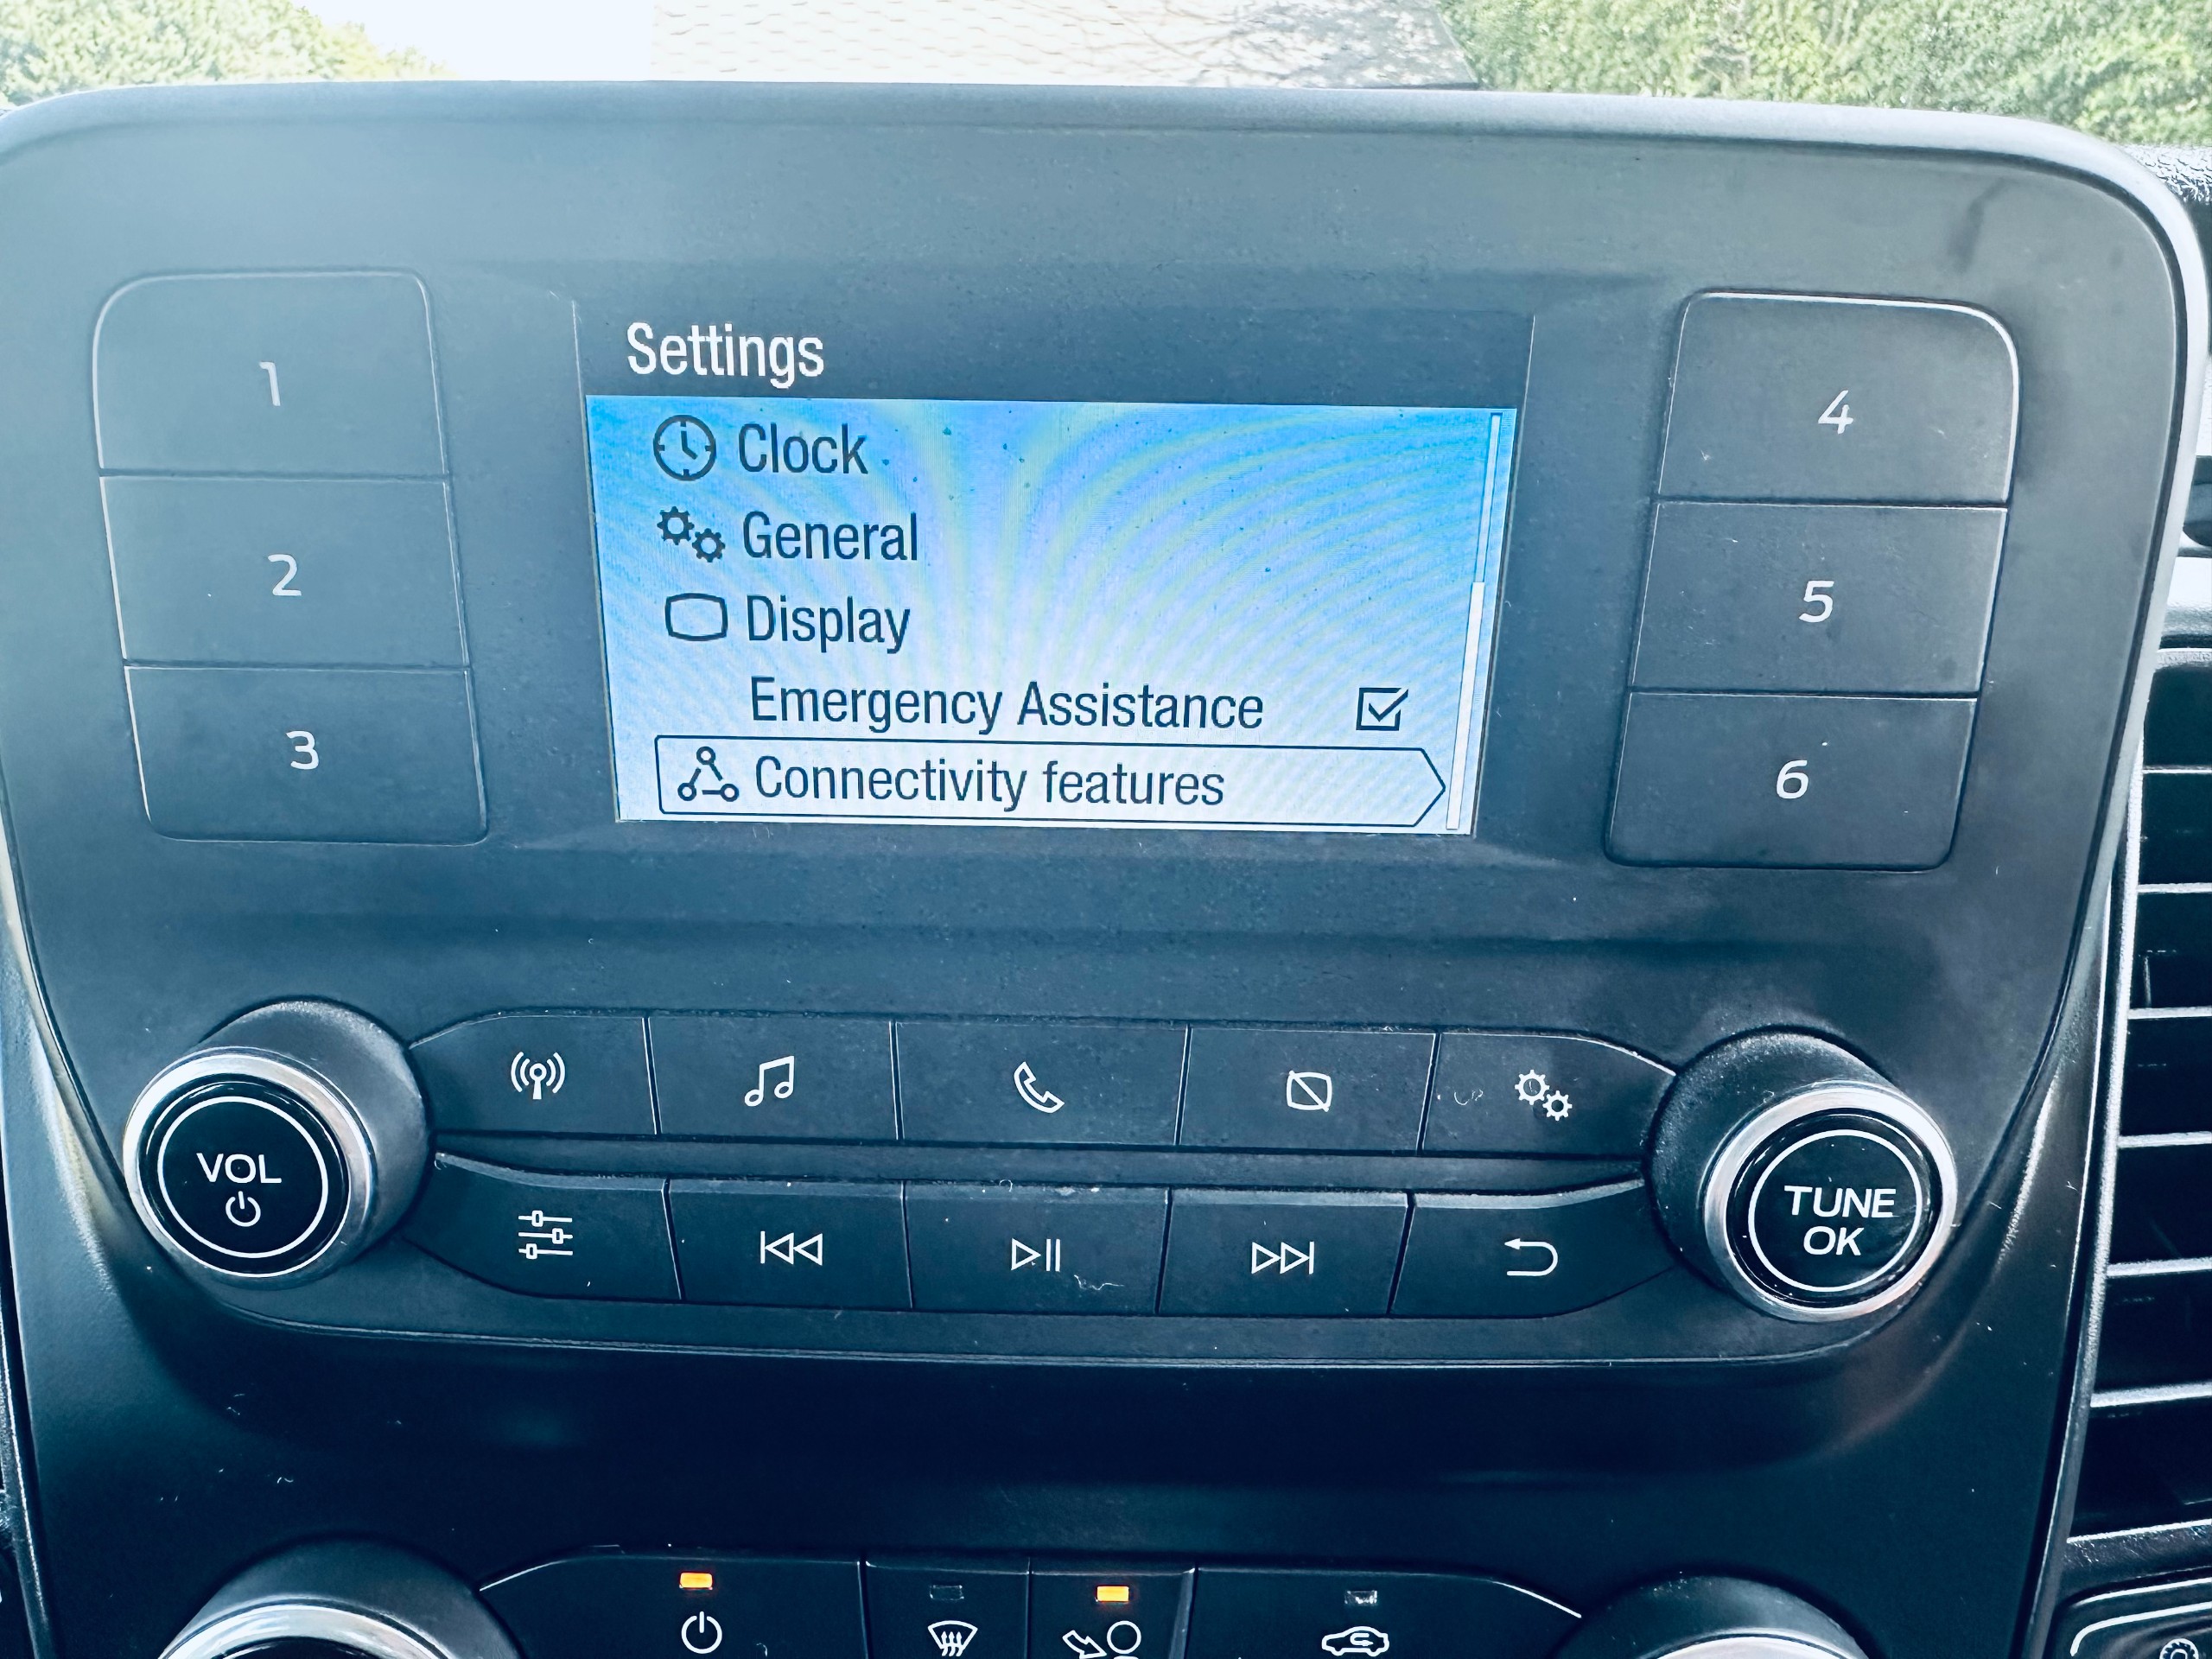 Settings
Clock
General
Display
Emergency Assistance
Connectivity features
1
2
3
4
5
6
VOL
TUNE
OK